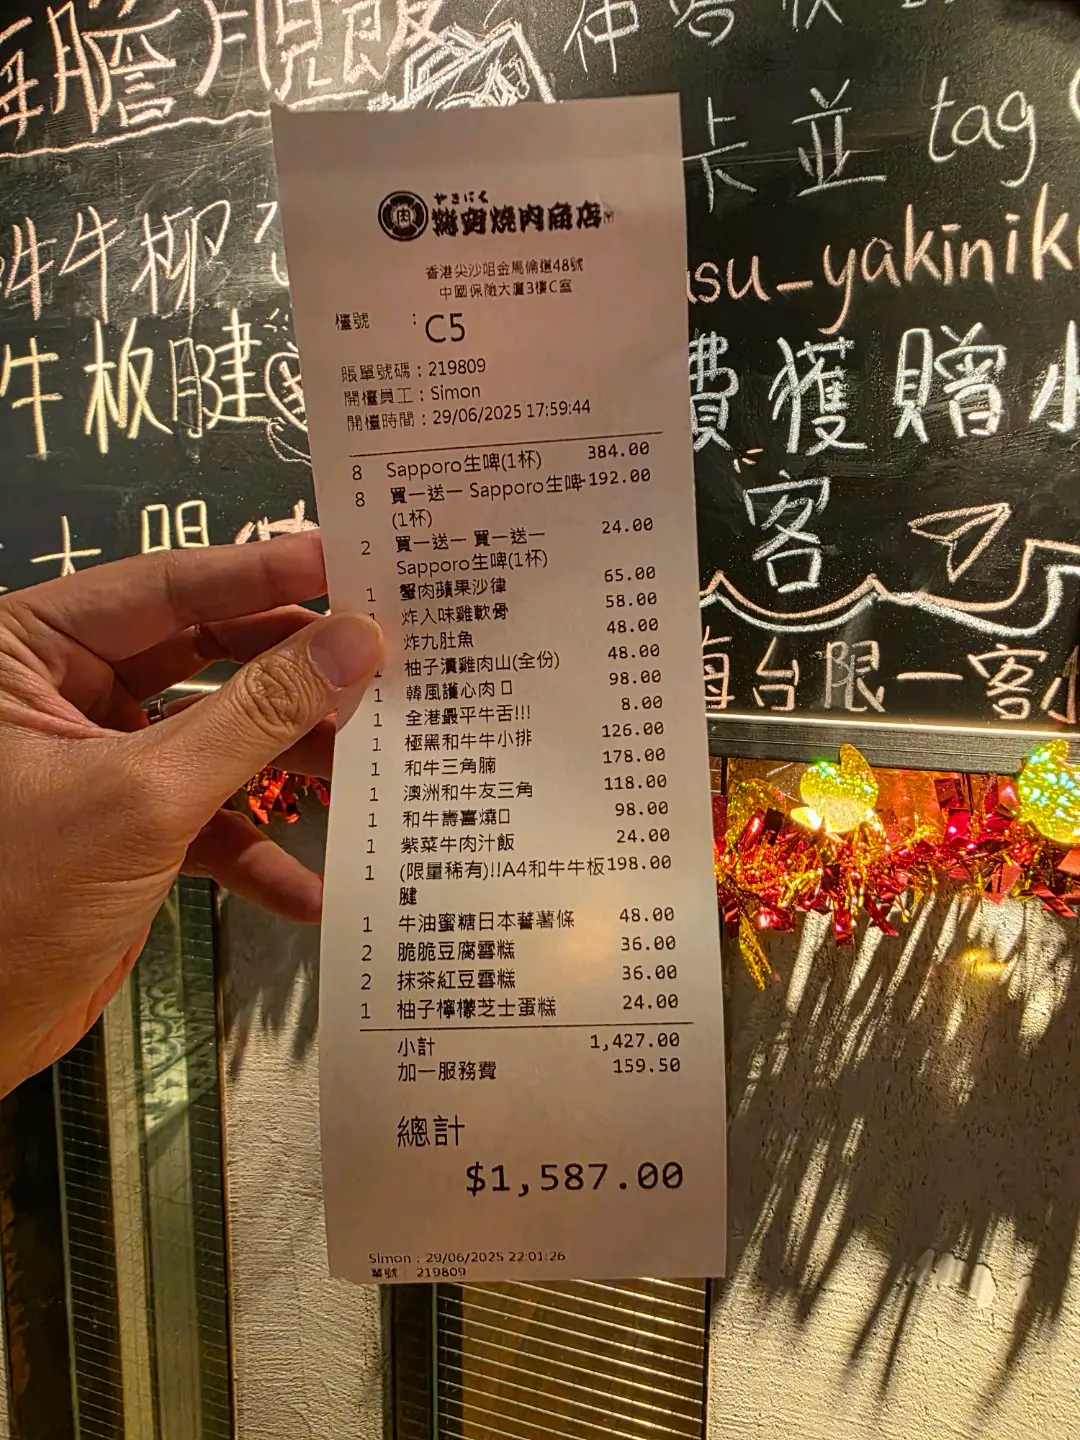 膽 月見飯
卡並 tag
牛柳
asu_yakinik
牛板腱
費獲贈小
客
每台限一客
やきにく
燒肉商店
肉
香港尖沙咀金馬倫道48號
中國保險大廈3樓C室
檯號 : C5
賬單號碼 : 219809
開檯員工 : Simon
開檯時間 : 29/06/2025 17:59:44
8 Sapporo生啤(1杯) 384.00
8 買一送一 Sapporo生啤-192.00
(1杯)
2 買一送一 買一送一 24.00
Sapporo生啤(1杯)
1 蟹肉蘋果沙律 65.00
炸入味雞軟骨 58.00
炸九肚魚 48.00
柚子漬雞肉山(全份) 48.00
1 韓風護心肉口 98.00
1 全港最平牛舌!!! 8.00
1 極黑和牛牛小排 126.00
1 和牛三角腩 178.00
1 澳洲和牛友三角 118.00
1 和牛壽喜燒口 98.00
1 紫菜牛肉汁飯 24.00
1 (限量稀有)!!A4和牛牛板198.00
腱
1 牛油蜜糖日本蕃薯條 48.00
2 脆脆豆腐雪糕 36.00
2 抹茶紅豆雪糕 36.00
1 柚子檸檬芝士蛋糕 24.00
小計 1,427.00
加一服務費 159.50
總計
$1,587.00
Simon : 29/06/2025 22:01:26
219809